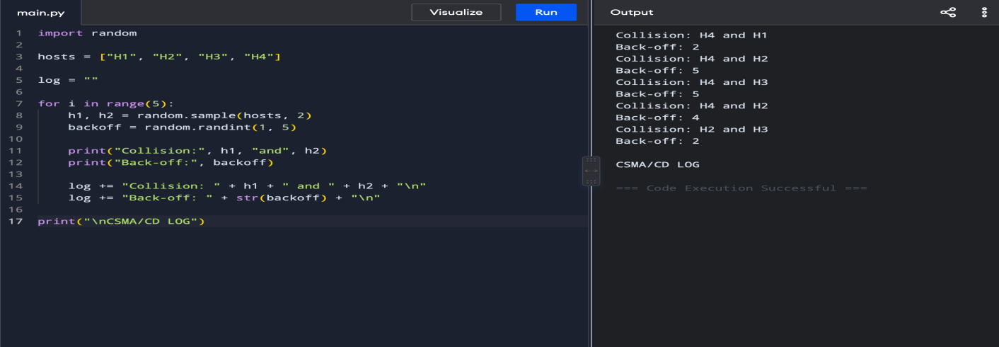 main.py
Visualize
Run
1 import random
2
3 hosts = ["H1", "H2", "H3", "H4"]
4
5 log = ""
6
7 for i in range(5):
8     h1, h2 = random.sample(hosts, 2)
9     backoff = random.randint(1, 5)
10
11     print("Collision:", h1, "and", h2)
12     print("Back-off:", backoff)
13
14     log += "Collision: " + h1 + " and " + h2 + "\n"
15     log += "Back-off: " + str(backoff) + "\n"
16
17 print("\nCSMA/CD LOG")
Output
Collision: H4 and H1
Back-off: 2
Collision: H4 and H2
Back-off: 5
Collision: H4 and H3
Back-off: 5
Collision: H4 and H2
Back-off: 4
Collision: H2 and H3
Back-off: 2
CSMA/CD LOG
=== Code Execution Successful ===